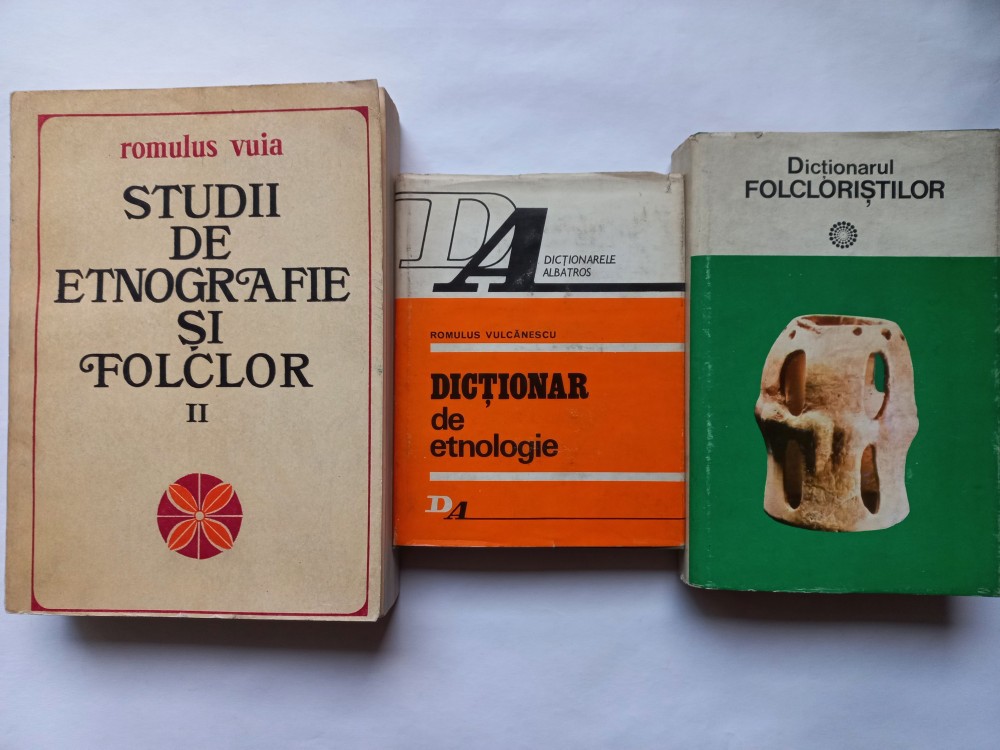 romulus vuia
STUDII
DE
ETNOGRAFIE
ȘI
FOLCLOR
II
DA
DICȚIONARELE
ALBATROS
ROMULUS VULCĂNESCU
DICȚIONAR
de
etnologie
DA
Dicționarul
FOLCLORIȘTILOR